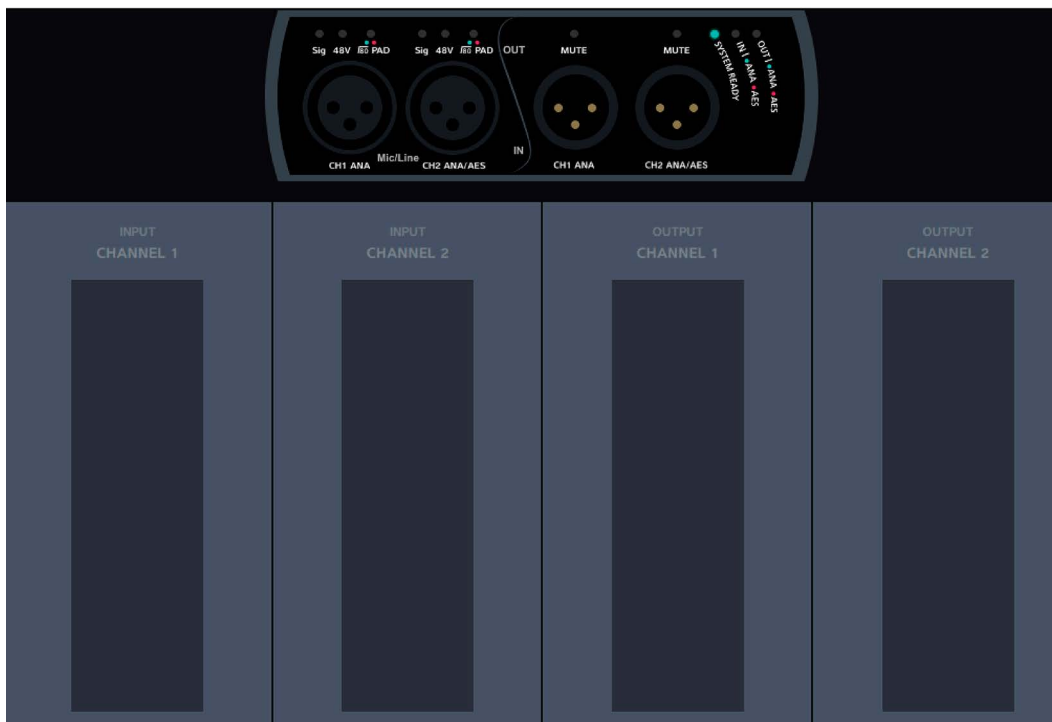 Sig 48V 80 PAD
Sig 48V 80 PAD
OUT
MUTE
MUTE
SYSTEM READY
IN ANA AES
OUT ANA AES
Mic/Line
IN
CH1 ANA
CH2 ANA/AES
CH1 ANA
CH2 ANA/AES
INPUT
CHANNEL 1
INPUT
CHANNEL 2
OUTPUT
CHANNEL 1
OUTPUT
CHANNEL 2